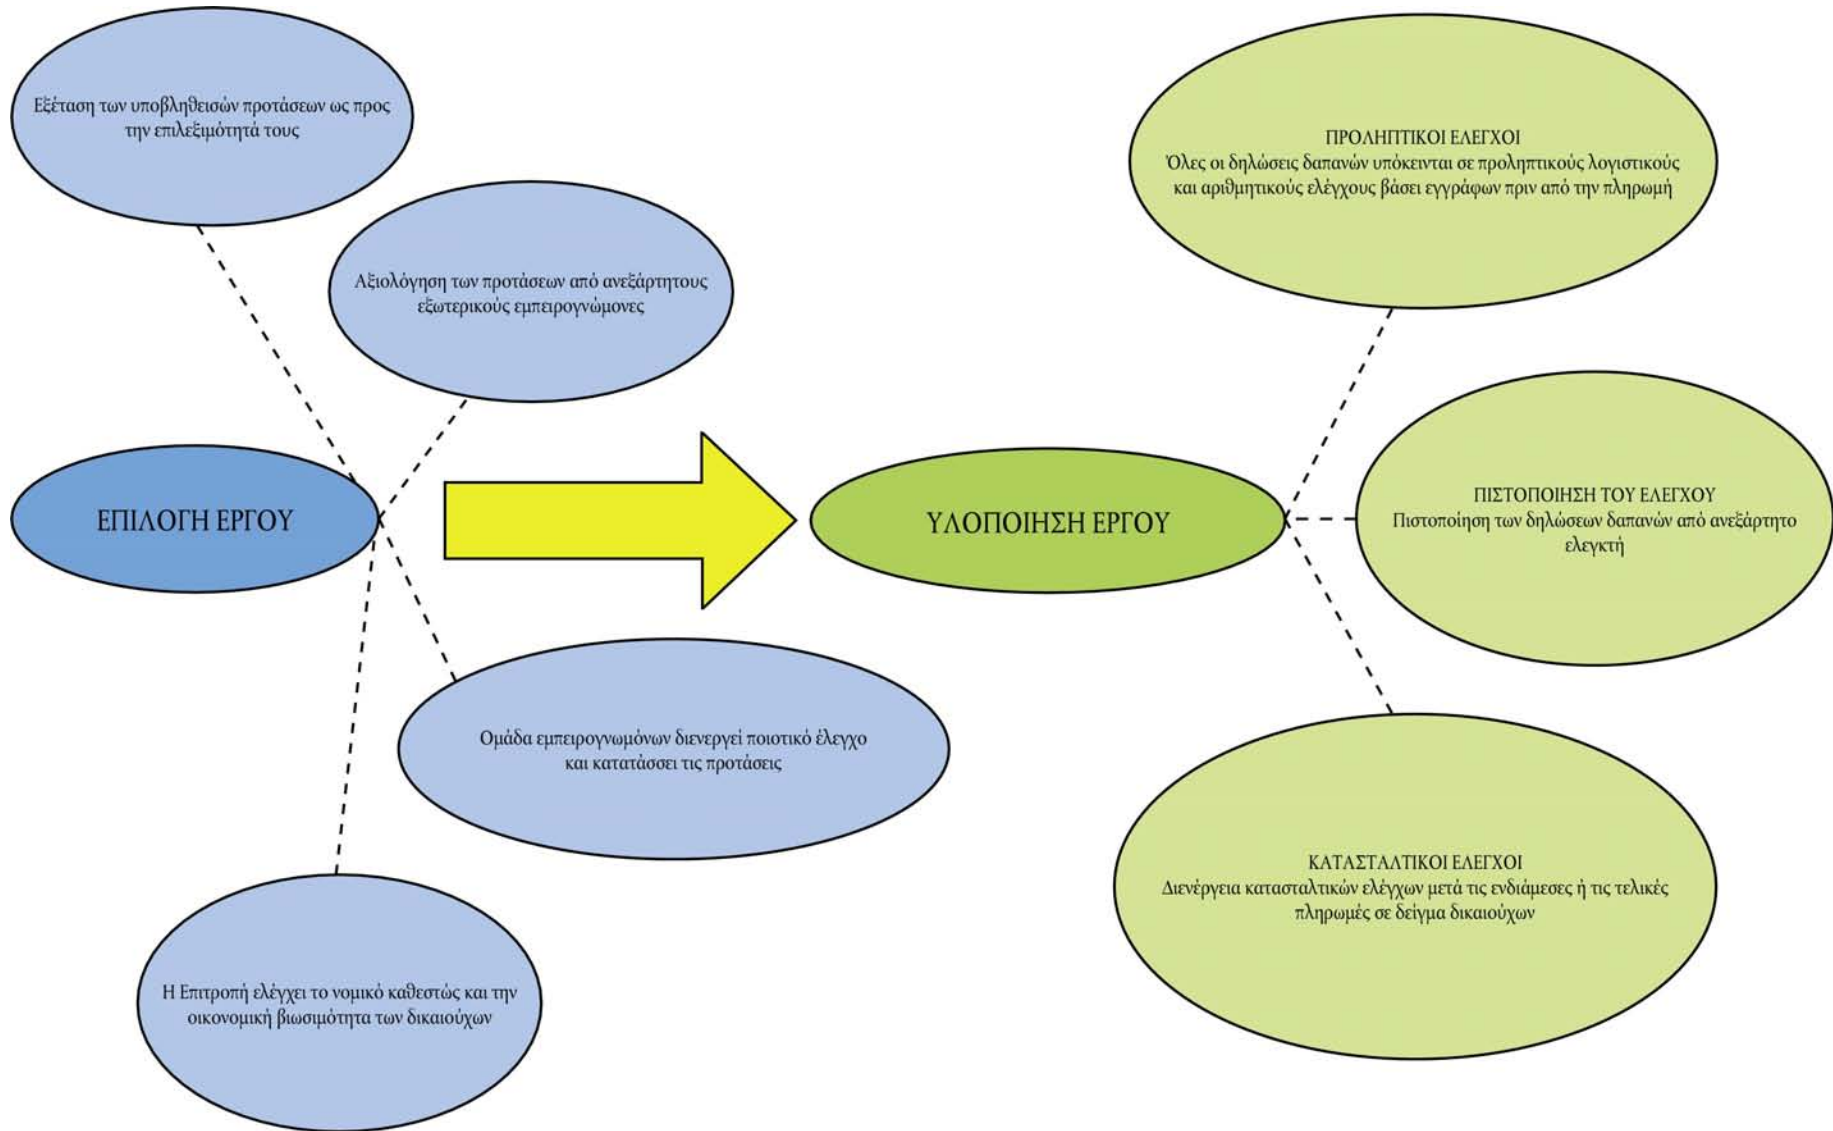 Εξέταση των υποβληθεισών προτάσεων ως προς
την επιλεξιμότητά τους
Αξιολόγηση των προτάσεων από ανεξάρτητους
εξωτερικούς εμπειρογνώμονες
ΕΠΙΛΟΓΗ ΕΡΓΟΥ
Ομάδα εμπειρογνωμόνων διενεργεί ποιοτικό έλεγχο
και κατατάσσει τις προτάσεις
Η Επιτροπή ελέγχει το νομικό καθεστώς και την
οικονομική βιωσιμότητα των δικαιούχων
ΥΛΟΠΟΙΗΣΗ ΕΡΓΟΥ
ΠΡΟΛΗΠΤΙΚΟΙ ΕΛΕΓΧΟΙ
Όλες οι δηλώσεις δαπανών υπόκεινται σε προληπτικούς λογιστικούς
και αριθμητικούς ελέγχους βάσει εγγράφων πριν από την πληρωμή
ΠΙΣΤΟΠΟΙΗΣΗ ΤΟΥ ΕΛΕΓΧΟΥ
Πιστοποίηση των δηλώσεων δαπανών από ανεξάρτητο
ελεγκτή
ΚΑΤΑΣΤΑΛΤΙΚΟΙ ΕΛΕΓΧΟΙ
Διενέργεια κατασταλτικών ελέγχων μετά τις ενδιάμεσες ή τις τελικές
πληρωμές σε δείγμα δικαιούχων